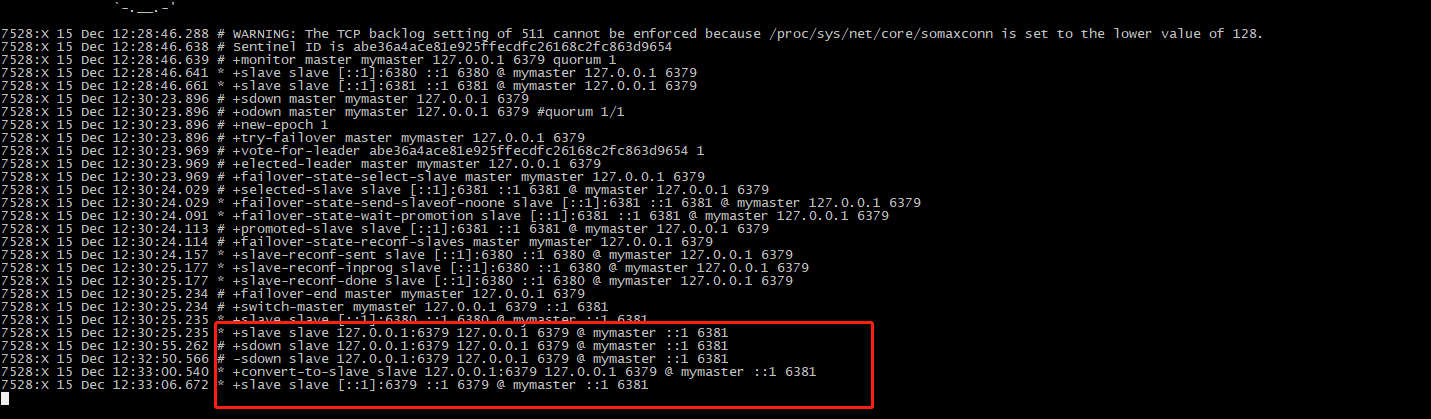 `-.__.-'
7528:X 15 Dec 12:28:46.288 # WARNING: The TCP backlog setting of 511 cannot be enforced because /proc/sys/net/core/somaxconn is set to the lower value of 128.
7528:X 15 Dec 12:28:46.638 # Sentinel ID is abe36a4ace81e925ffecdfc26168c2fc863d9654
7528:X 15 Dec 12:28:46.639 # +monitor master mymaster 127.0.0.1 6379 quorum 1
7528:X 15 Dec 12:28:46.641 * +slave slave [::1]:6380 ::1 6380 @ mymaster 127.0.0.1 6379
7528:X 15 Dec 12:28:46.661 * +slave slave [::1]:6381 ::1 6381 @ mymaster 127.0.0.1 6379
7528:X 15 Dec 12:30:23.896 # +sdown master mymaster 127.0.0.1 6379
7528:X 15 Dec 12:30:23.896 # +odown master mymaster 127.0.0.1 6379 #quorum 1/1
7528:X 15 Dec 12:30:23.896 # +new-epoch 1
7528:X 15 Dec 12:30:23.896 # +try-failover master mymaster 127.0.0.1 6379
7528:X 15 Dec 12:30:23.969 # +vote-for-leader abe36a4ace81e925ffecdfc26168c2fc863d9654 1
7528:X 15 Dec 12:30:23.969 # +elected-leader master mymaster 127.0.0.1 6379
7528:X 15 Dec 12:30:23.969 # +failover-state-select-slave master mymaster 127.0.0.1 6379
7528:X 15 Dec 12:30:24.029 # +selected-slave slave [::1]:6381 ::1 6381 @ mymaster 127.0.0.1 6379
7528:X 15 Dec 12:30:24.029 * +failover-state-send-slaveof-noone slave [::1]:6381 ::1 6381 @ mymaster 127.0.0.1 6379
7528:X 15 Dec 12:30:24.091 * +failover-state-wait-promotion slave [::1]:6381 ::1 6381 @ mymaster 127.0.0.1 6379
7528:X 15 Dec 12:30:24.113 # +promoted-slave slave [::1]:6381 ::1 6381 @ mymaster 127.0.0.1 6379
7528:X 15 Dec 12:30:24.114 # +failover-state-reconf-slaves master mymaster 127.0.0.1 6379
7528:X 15 Dec 12:30:24.157 * +slave-reconf-sent slave [::1]:6380 ::1 6380 @ mymaster 127.0.0.1 6379
7528:X 15 Dec 12:30:25.177 * +slave-reconf-inprog slave [::1]:6380 ::1 6380 @ mymaster 127.0.0.1 6379
7528:X 15 Dec 12:30:25.177 * +slave-reconf-done slave [::1]:6380 ::1 6380 @ mymaster 127.0.0.1 6379
7528:X 15 Dec 12:30:25.234 # +failover-end master mymaster 127.0.0.1 6379
7528:X 15 Dec 12:30:25.234 # +switch-master mymaster 127.0.0.1 6379 ::1 6381
7528:X 15 Dec 12:30:25.235 * +slave slave [::1]:6380 ::1 6380 @ mymaster ::1 6381
7528:X 15 Dec 12:30:25.235 * +slave slave 127.0.0.1:6379 127.0.0.1 6379 @ mymaster ::1 6381
7528:X 15 Dec 12:30:55.262 # +sdown slave 127.0.0.1:6379 127.0.0.1 6379 @ mymaster ::1 6381
7528:X 15 Dec 12:32:50.566 # -sdown slave 127.0.0.1:6379 127.0.0.1 6379 @ mymaster ::1 6381
7528:X 15 Dec 12:33:00.540 * +convert-to-slave slave 127.0.0.1:6379 127.0.0.1 6379 @ mymaster ::1 6381
7528:X 15 Dec 12:33:06.672 * +slave slave [::1]:6379 ::1 6379 @ mymaster ::1 6381